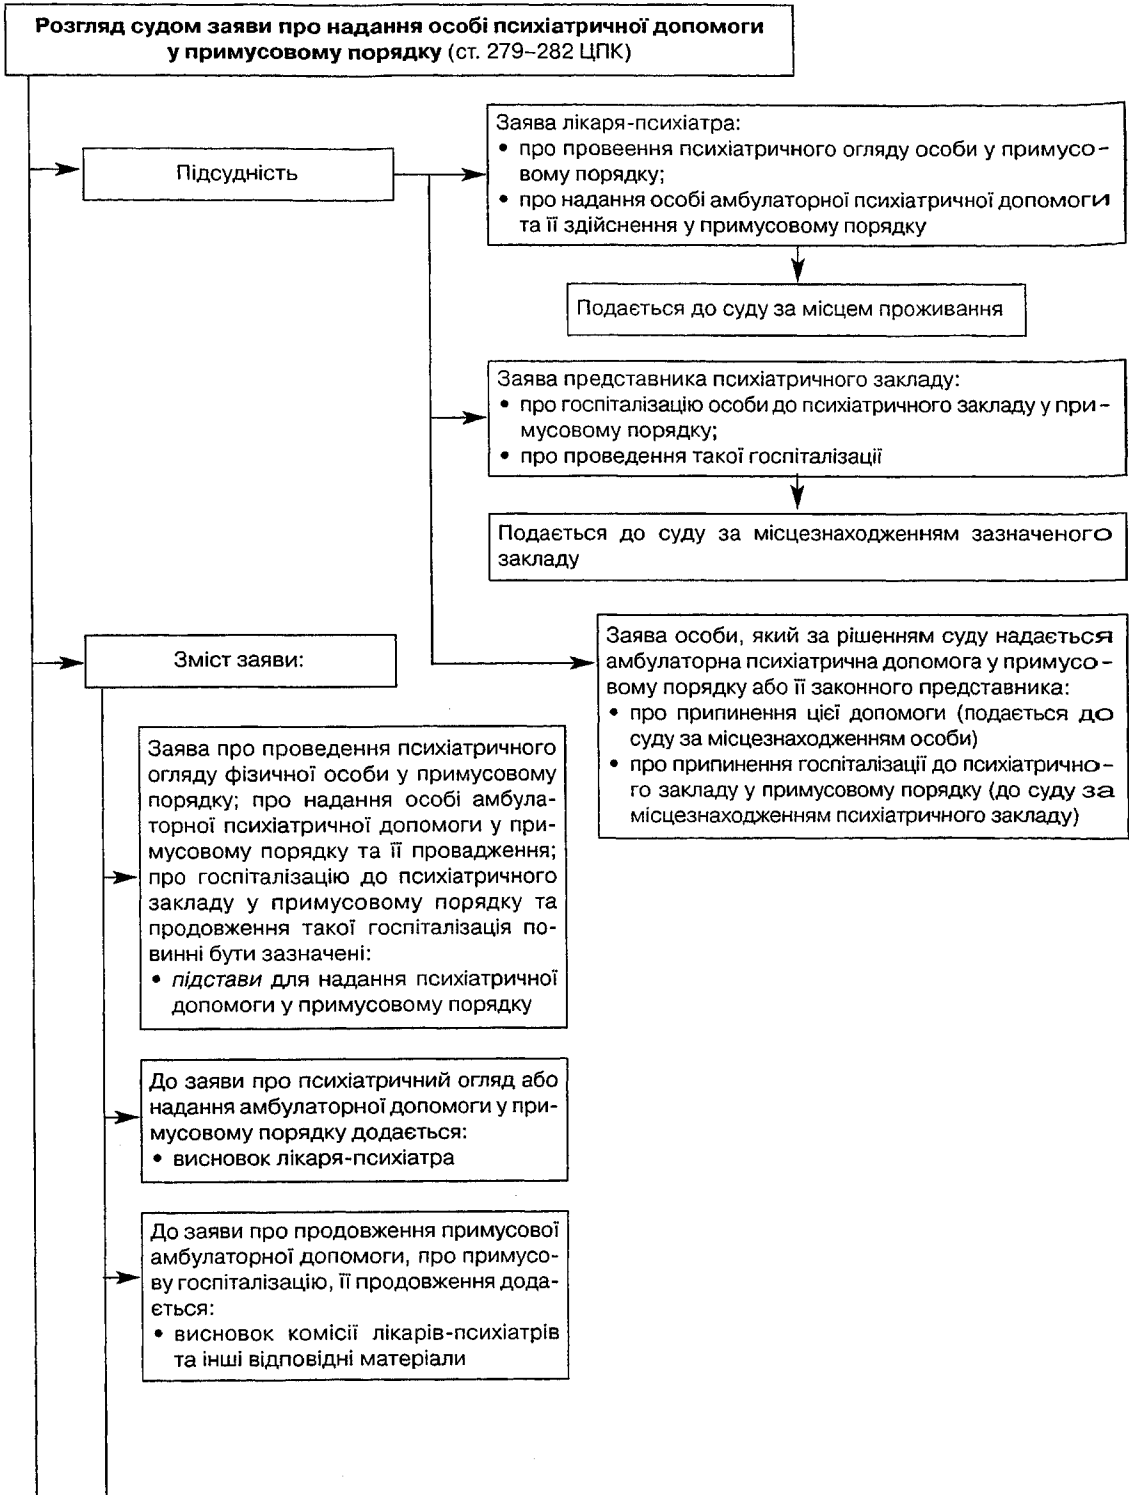 Розгляд судом заяви про надання особі психіатричної допомоги
у примусовому порядку (ст. 279–282 ЦПК)
Підсудність
Заява лікаря-психіатра:
• про провеення психіатричного огляду особи у примусо-
вому порядку;
• про надання особі амбулаторної психіатричної допомоги
та її здійснення у примусовому порядку
Подається до суду за місцем проживання
Заява представника психіатричного закладу:
• про госпіталізацію особи до психіатричного закладу у при-
мусовому порядку;
• про проведення такої госпіталізації
Подається до суду за місцезнаходженням зазначеного
закладу
Заява особи, який за рішенням суду надається
амбулаторна психіатрична допомога у примусо-
вому порядку або її законного представника:
• про припинення цієї допомоги (подається до
суду за місцезнаходженням особи)
• про припинення госпіталізації до психіатрично-
го закладу у примусовому порядку (до суду за
місцезнаходженням психіатричного закладу)
Зміст заяви:
Заява про проведення психіатричного
огляду фізичної особи у примусовому
порядку; про надання особі амбула-
торної психіатричної допомоги у при-
мусовому порядку та її провадження;
про госпіталізацію до психіатричного
закладу у примусовому порядку та
продовження такої госпіталізація по-
винні бути зазначені:
• підстави для надання психіатричної
допомоги у примусовому порядку
До заяви про психіатричний огляд або
надання амбулаторної допомоги у при-
мусовому порядку додається:
• висновок лікаря-психіатра
До заяви про продовження примусової
амбулаторної допомоги, про примусо-
ву госпіталізацію, її продовження дода-
ється:
• висновок комісії лікарів-психіатрів
та інші відповідні матеріали